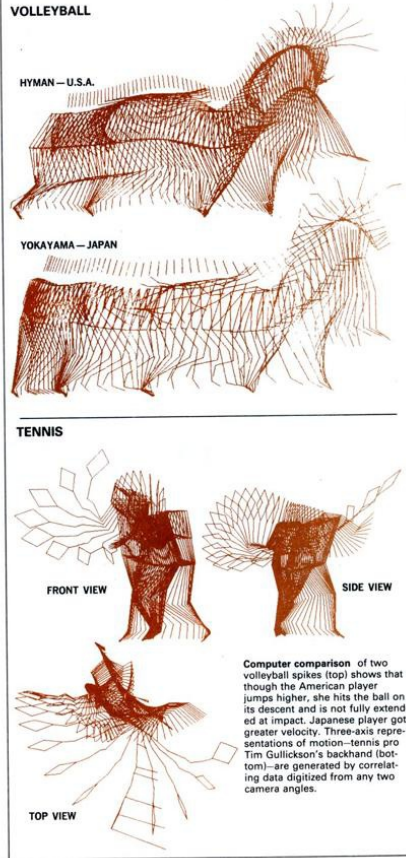 VOLLEYBALL
HYMAN—U.S.A.
YOKAYAMA—JAPAN
TENNIS
FRONT VIEW
SIDE VIEW
TOP VIEW
Computer comparison of two
volleyball spikes (top) shows that
though the American player
jumps higher, she hits the ball on
its descent and is not fully extend
ed at impact. Japanese player got
greater velocity. Three-axis repre-
sentations of motion—tennis pro
Tim Gullickson's backhand (bot-
tom)—are generated by correlat-
ing data digitized from any two
camera angles.